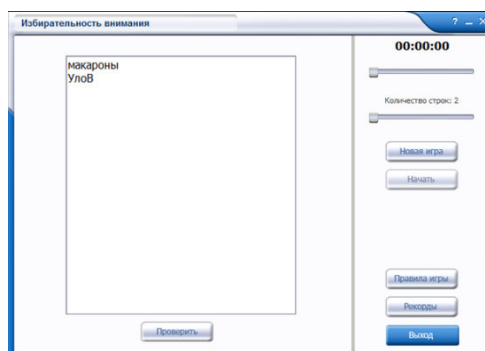 Избирательность внимания
? – ×
00:00:00
макароны
УлоВ
Количество строк: 2
Новая игра
Начать
Правила игры
Рекорды
Проверить
Выход